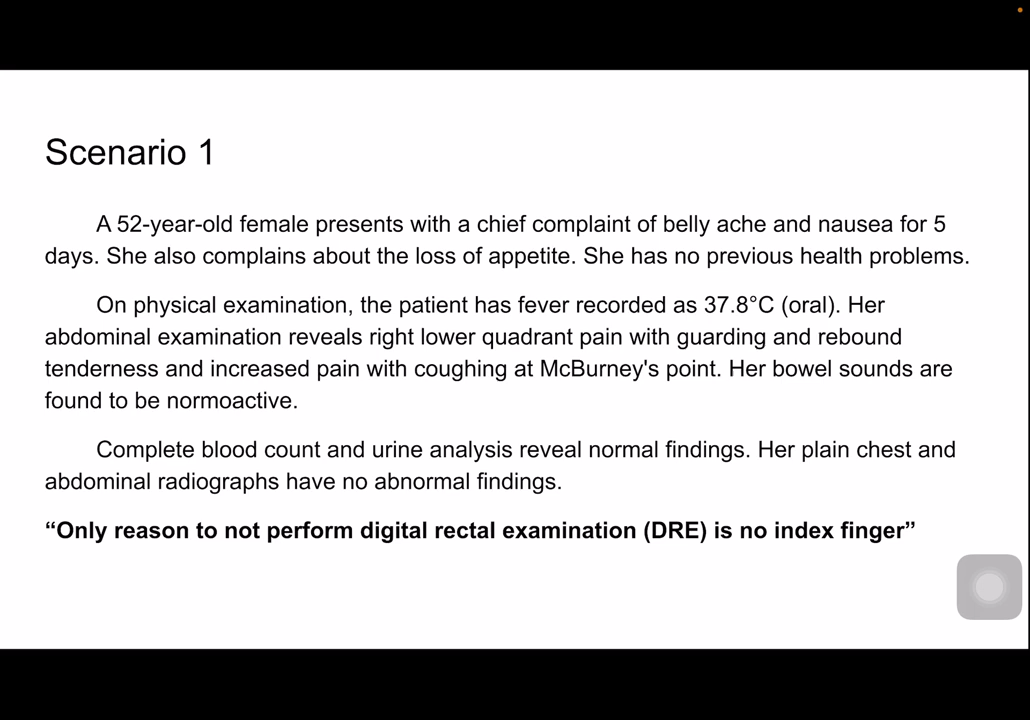 Scenario 1
A 52-year-old female presents with a chief complaint of belly ache and nausea for 5
days. She also complains about the loss of appetite. She has no previous health problems.
On physical examination, the patient has fever recorded as 37.8°C (oral). Her
abdominal examination reveals right lower quadrant pain with guarding and rebound
tenderness and increased pain with coughing at McBurney's point. Her bowel sounds are
found to be normoactive.
Complete blood count and urine analysis reveal normal findings. Her plain chest and
abdominal radiographs have no abnormal findings.
“Only reason to not perform digital rectal examination (DRE) is no index finger”